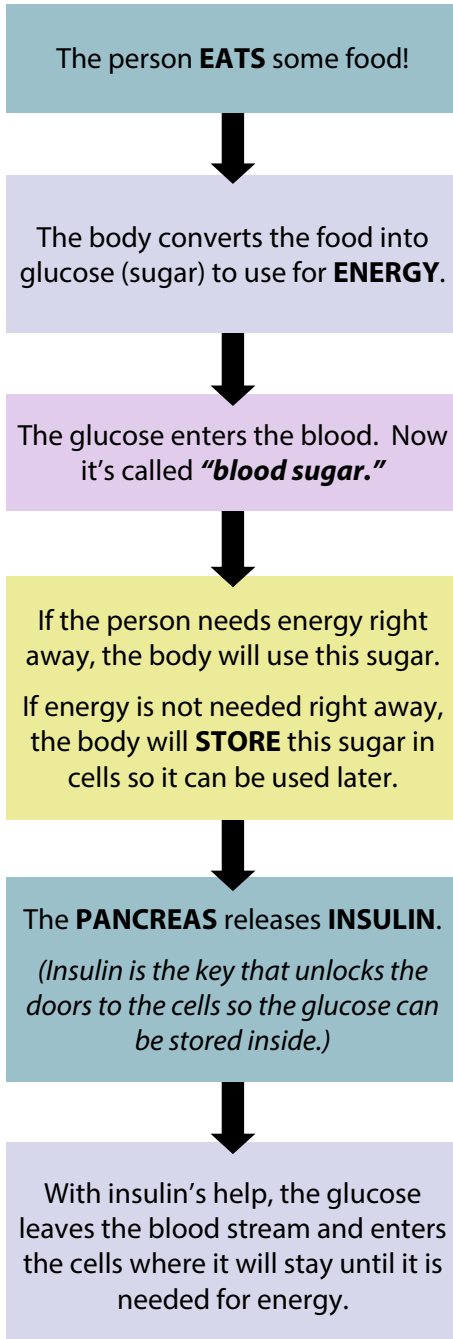 The person EATS some food!
The body converts the food into
glucose (sugar) to use for ENERGY.
The glucose enters the blood.  Now
it’s called “blood sugar.”
If the person needs energy right
away, the body will use this sugar.
If energy is not needed right away,
the body will STORE this sugar in
cells so it can be used later.
The PANCREAS releases INSULIN.
(Insulin is the key that unlocks the
doors to the cells so the glucose can
be stored inside.)
With insulin’s help, the glucose
leaves the blood stream and enters
the cells where it will stay until it is
needed for energy.